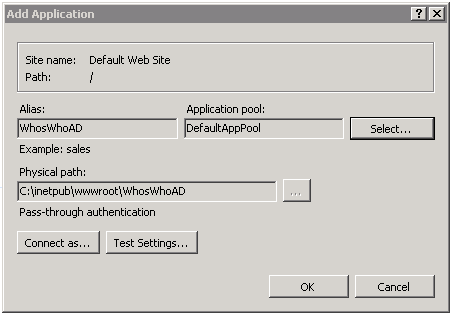 Add Application
Site name: Default Web Site
Path: /
Alias: Application pool:
WhosWhoAD DefaultAppPool Select...
Example: sales
Physical path:
C:\inetpub\wwwroot\WhosWhoAD ...
Pass-through authentication
Connect as... Test Settings...
OK Cancel